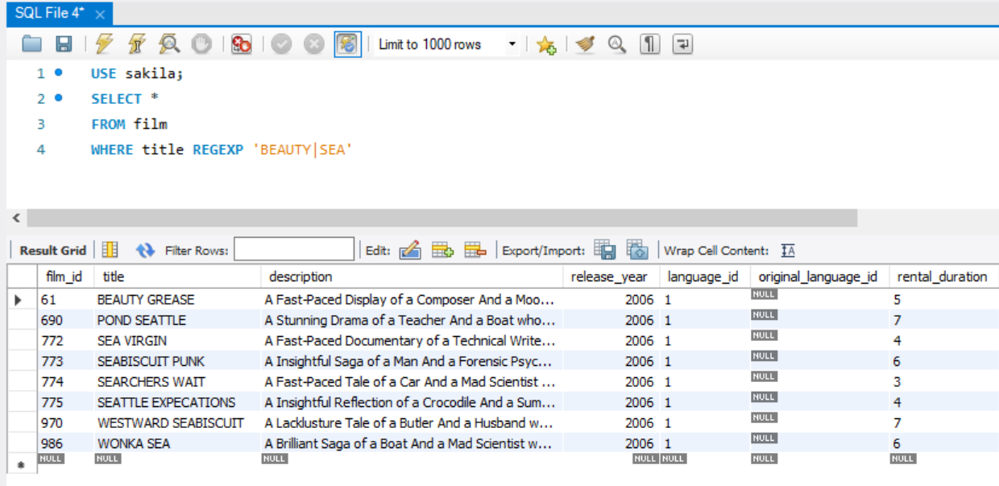 SQL File 4*
Limit to 1000 rows
1 USE sakila;
2 SELECT *
3 FROM film
4 WHERE title REGEXP 'BEAUTY|SEA'
Result Grid Filter Rows: Edit: Export/Import: Wrap Cell Content: IA
film_id title description release_year language_id original_language_id rental_duration
61 BEAUTY GREASE A Fast-Paced Display of a Composer And a Moo... 2006 1 NULL 5
690 POND SEATTLE A Stunning Drama of a Teacher And a Boat who... 2006 1 NULL 7
772 SEA VIRGIN A Fast-Paced Documentary of a Technical Write... 2006 1 NULL 4
773 SEABISCUIT PUNK A Insightful Saga of a Man And a Forensic Psyc... 2006 1 NULL 6
774 SEARCHERS WAIT A Fast-Paced Tale of a Car And a Mad Scientist ... 2006 1 NULL 3
775 SEATTLE EXPECATIONS A Insightful Reflection of a Crocodile And a Sum... 2006 1 NULL 4
970 WESTWARD SEABISCUIT A Lacklusture Tale of a Butler And a Husband w... 2006 1 NULL 7
986 WONKA SEA A Brilliant Saga of a Boat And a Mad Scientist w... 2006 1 NULL 6
NULL NULL NULL NULL NULL NULL NULL